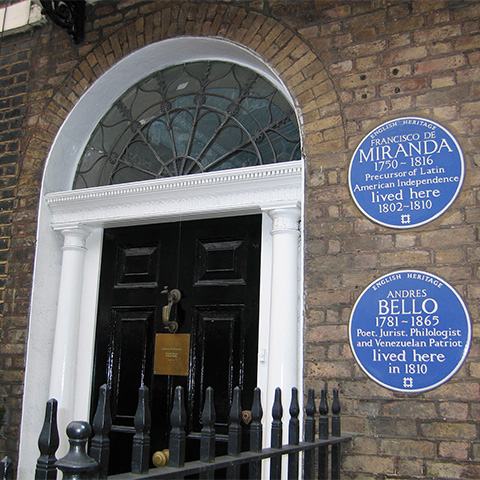 ENGLISH HERITAGE
FRANCISCO DE
MIRANDA
1750~1816
Precursor of Latin
American Independence
lived here
1802~1810
ENGLISH HERITAGE
ANDRES
BELLO
1781~1865
Poet, Jurist, Philologist
and Venezuelan Patriot
lived here
in 1810